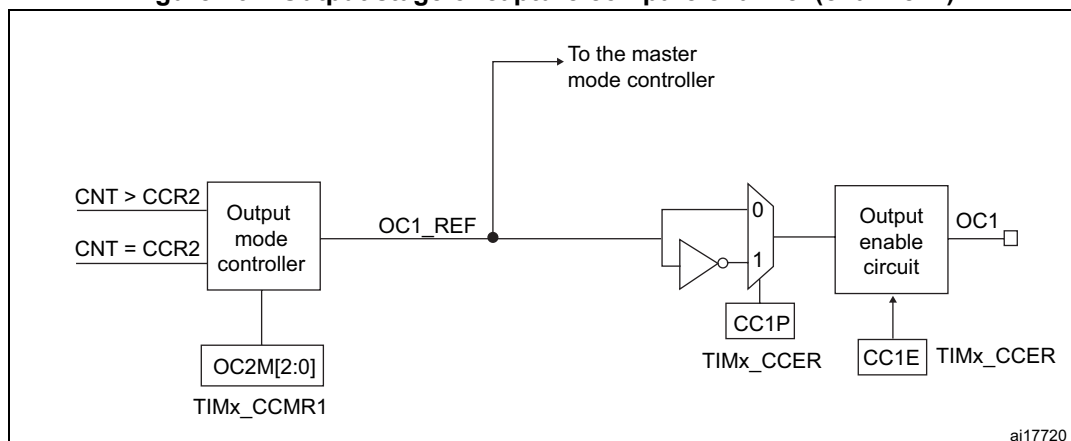 To the master
mode controller
CNT > CCR2
CNT = CCR2
Output
mode
controller
OC1_REF
0
1
Output
enable
circuit
OC1
CC1P
TIMx_CCER
CC1E
TIMx_CCER
OC2M[2:0]
TIMx_CCMR1
ai17720